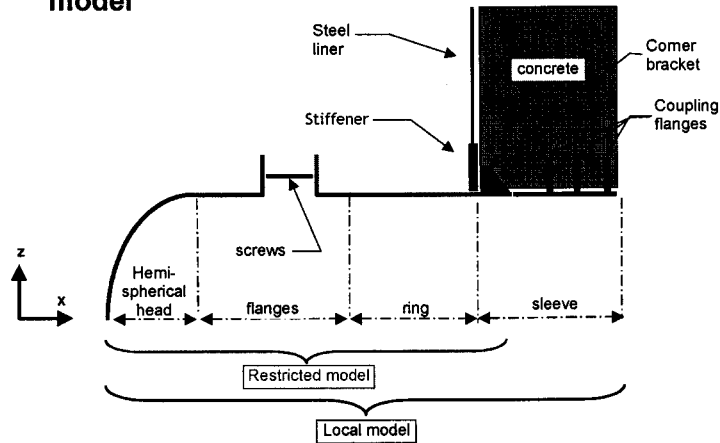 model
Steel
liner
concrete
Corner
bracket
Coupling
flanges
Stiffener
screws
z
x
Hemi-
spherical
head
flanges
ring
sleeve
Restricted model
Local model